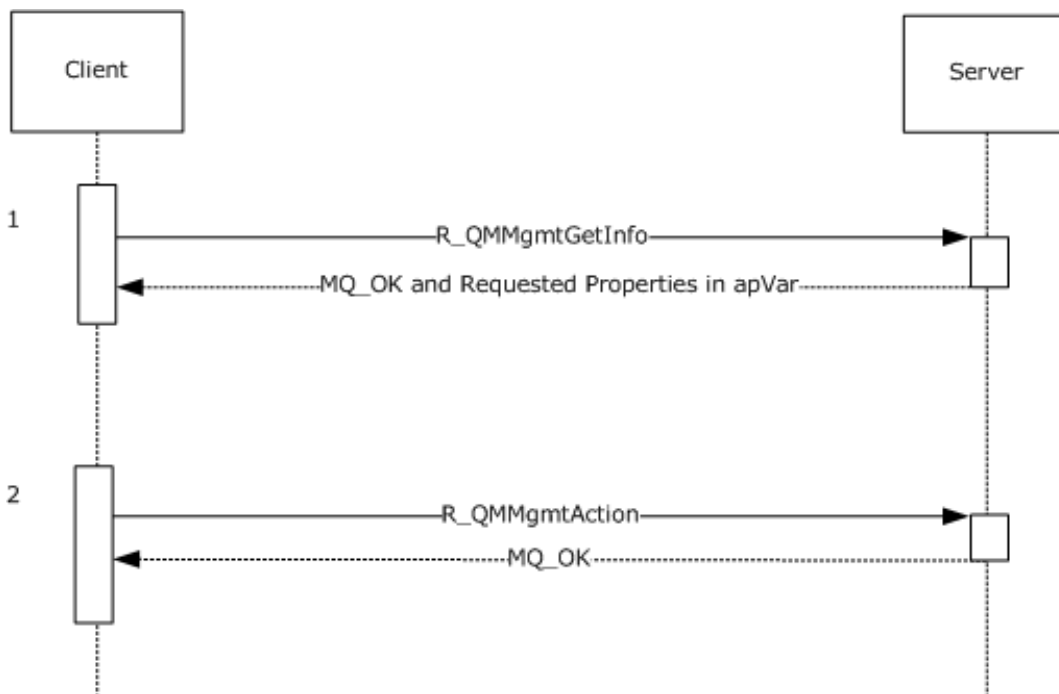 Client
Server
1
R_QMMgmtGetInfo
MQ_OK and Requested Properties in apVar
2
R_QMMgmtAction
MQ_OK